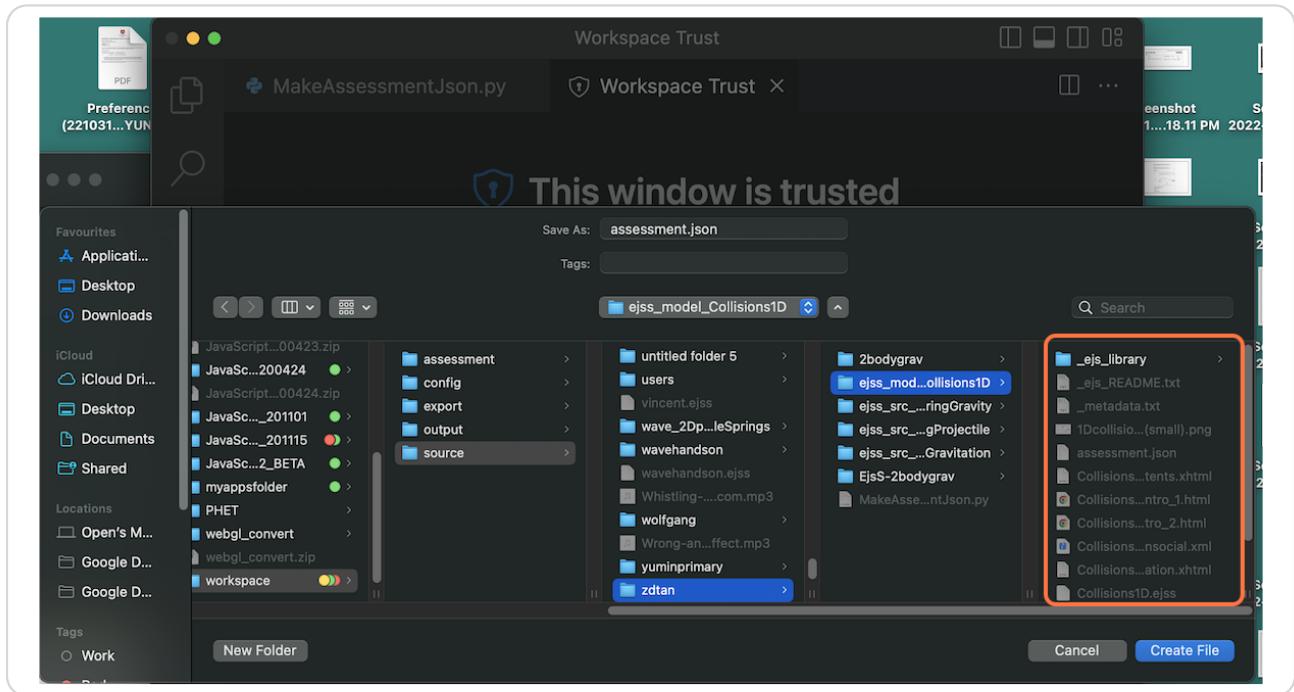 PDF
Preferenc
(221031...YUN
Workspace Trust
MakeAssessmentJson.py
Workspace Trust
This window is trusted
eenshot
1....18.11 PM
2022-
Favourites
Applicati...
Desktop
Downloads
iCloud
iCloud Dri...
Desktop
Documents
Shared
Locations
Open's M...
Google D...
Google D...
Tags
Work
Save As:
assessment.json
Tags:
ejss_model_Collisions1D
Search
JavaScript...00423.zip
JavaSc...200424
JavaScript...00424.zip
JavaSc..._201101
JavaSc..._201115
JavaSc...2_BETA
myappsfolder
PHET
webgl_convert
webgl_convert.zip
workspace
assessment
config
export
output
source
untitled folder 5
users
vincent.ejss
wave_2Dp...leSprings
wavehandson
wavehandson.ejss
Whistling-....com.mp3
wolfgang
Wrong-an...ffect.mp3
yuminprimary
zdtan
2bodygrav
ejss_mod...ollisions1D
ejss_src_...ringGravity
ejss_src_...gProjectile
ejss_src_...Gravitation
EjsS-2bodygrav
MakeAsse...ntJson.py
_ejs_library
_ejs_README.txt
_metadata.txt
1Dcollisio...(small).png
assessment.json
Collisions...tents.xhtml
Collisions...ntro_1.html
Collisions...tro_2.html
Collisions...nsocial.xml
Collisions...ation.xhtml
Collisions1D.ejss
New Folder
Cancel
Create File